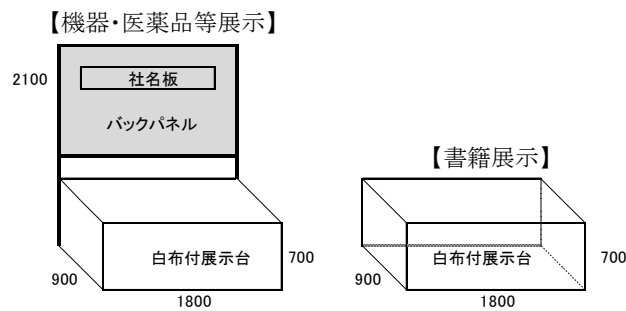 【機器・医薬品等展示】
2100
社名板
バックパネル
白布付展示台
700
900
1800
【書籍展示】
白布付展示台
700
900
1800